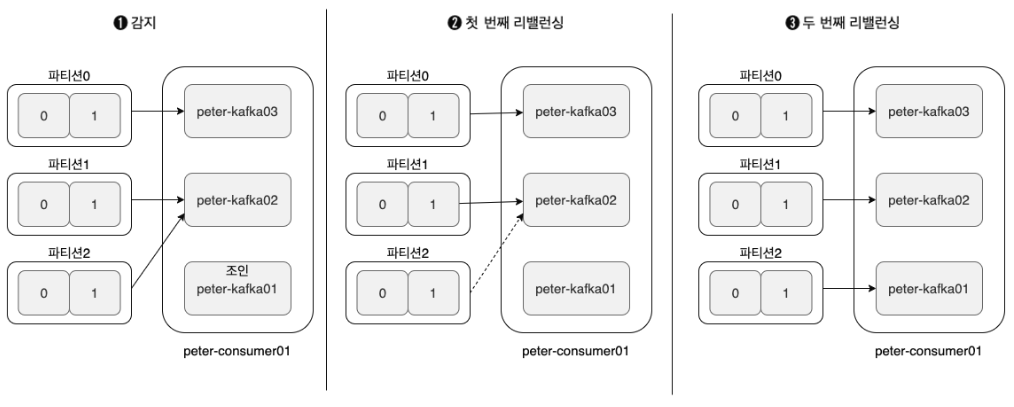 ❶ 감지
파티션0
0 1
peter-kafka03
파티션1
0 1
peter-kafka02
파티션2
0 1
조인
peter-kafka01
peter-consumer01
❷ 첫 번째 리밸런싱
파티션0
0 1
peter-kafka03
파티션1
0 1
peter-kafka02
파티션2
0 1
peter-kafka01
peter-consumer01
❸ 두 번째 리밸런싱
파티션0
0 1
peter-kafka03
파티션1
0 1
peter-kafka02
파티션2
0 1
peter-kafka01
peter-consumer01